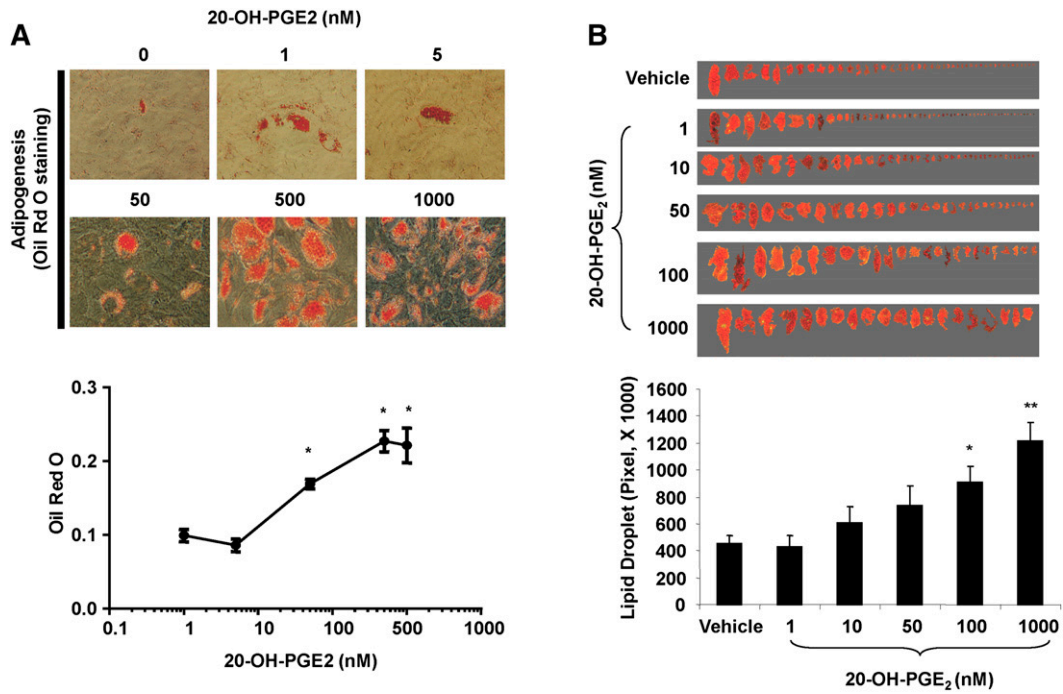 A
20-OH-PGE2 (nM)
0 1 5
50 500 1000
Adipogenesis
(Oil Rd O staining)
0.3
0.2
0.1
0.0
Oil Red O
* * *
0.1 1 10 100 500 1000
20-OH-PGE2 (nM)
B
Vehicle
1
10
50
100
1000
20-OH-PGE₂ (nM)
1600
1400
1200
1000
800
600
400
200
0
Lipid Droplet (Pixel, X 1000)
* **
Vehicle 1 10 50 100 1000
20-OH-PGE₂ (nM)